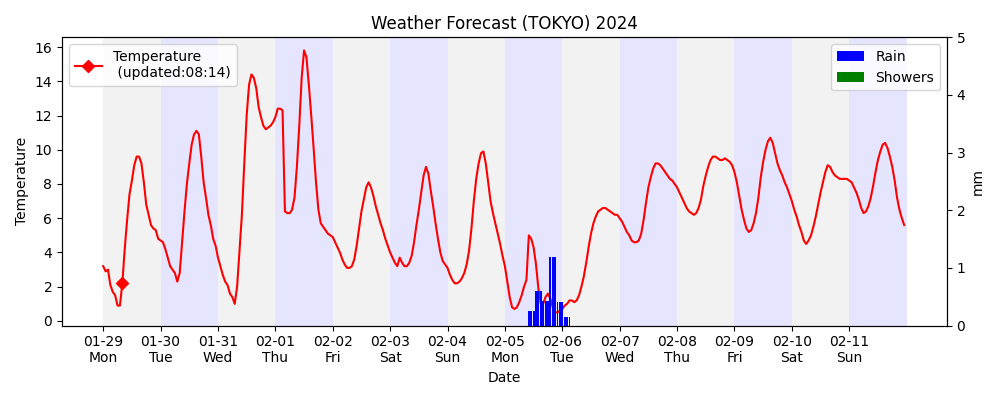 Weather Forecast (TOKYO) 2024
Temperature
(updated:08:14)
Rain
Showers
16
14
12
10
8
6
4
2
0
Temperature
5
4
3
2
1
0
mm
01-29 01-30 01-31 02-01 02-02 02-03 02-04 02-05 02-06 02-07 02-08 02-09 02-10 02-11
Mon Tue Wed Thu Fri Sat Sun Mon Tue Wed Thu Fri Sat Sun
Date